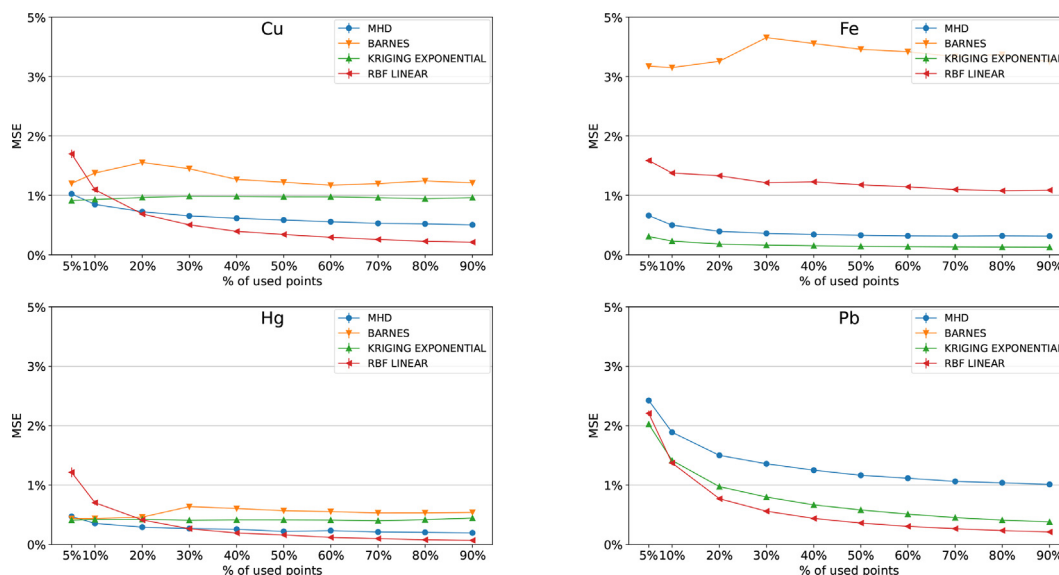 Cu
MSE
5%
3%
2%
1%
0%
MHD
BARNES
KRIGING EXPONENTIAL
RBF LINEAR
5% 10% 20% 30% 40% 50% 60% 70% 80% 90%
% of used points
Fe
MSE
5%
3%
2%
1%
0%
MHD
BARNES
KRIGING EXPONENTIAL
RBF LINEAR
5% 10% 20% 30% 40% 50% 60% 70% 80% 90%
% of used points
Hg
MSE
5%
3%
2%
1%
0%
MHD
BARNES
KRIGING EXPONENTIAL
RBF LINEAR
5% 10% 20% 30% 40% 50% 60% 70% 80% 90%
% of used points
Pb
MSE
5%
3%
2%
1%
0%
MHD
BARNES
KRIGING EXPONENTIAL
RBF LINEAR
5% 10% 20% 30% 40% 50% 60% 70% 80% 90%
% of used points